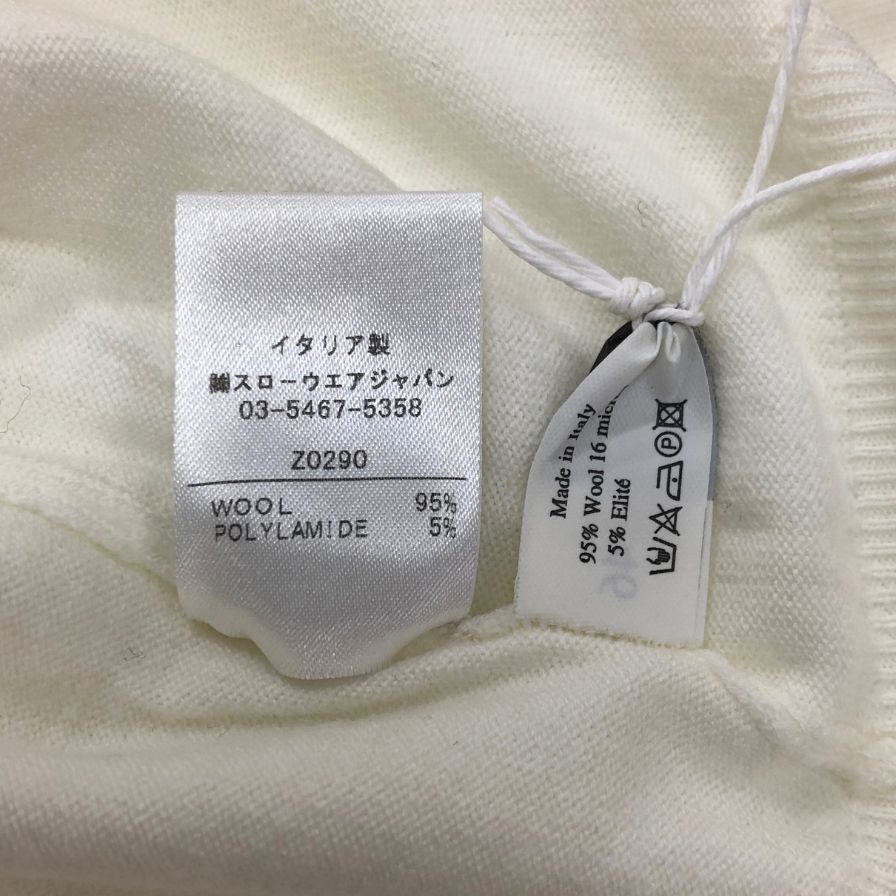 イタリア製
㈱スローウエアジャパン
03-5467-5358
Z0290
WOOL 95%
POLYLAMIDE 5%
Made in Italy
95% Wool 16
5% Elité